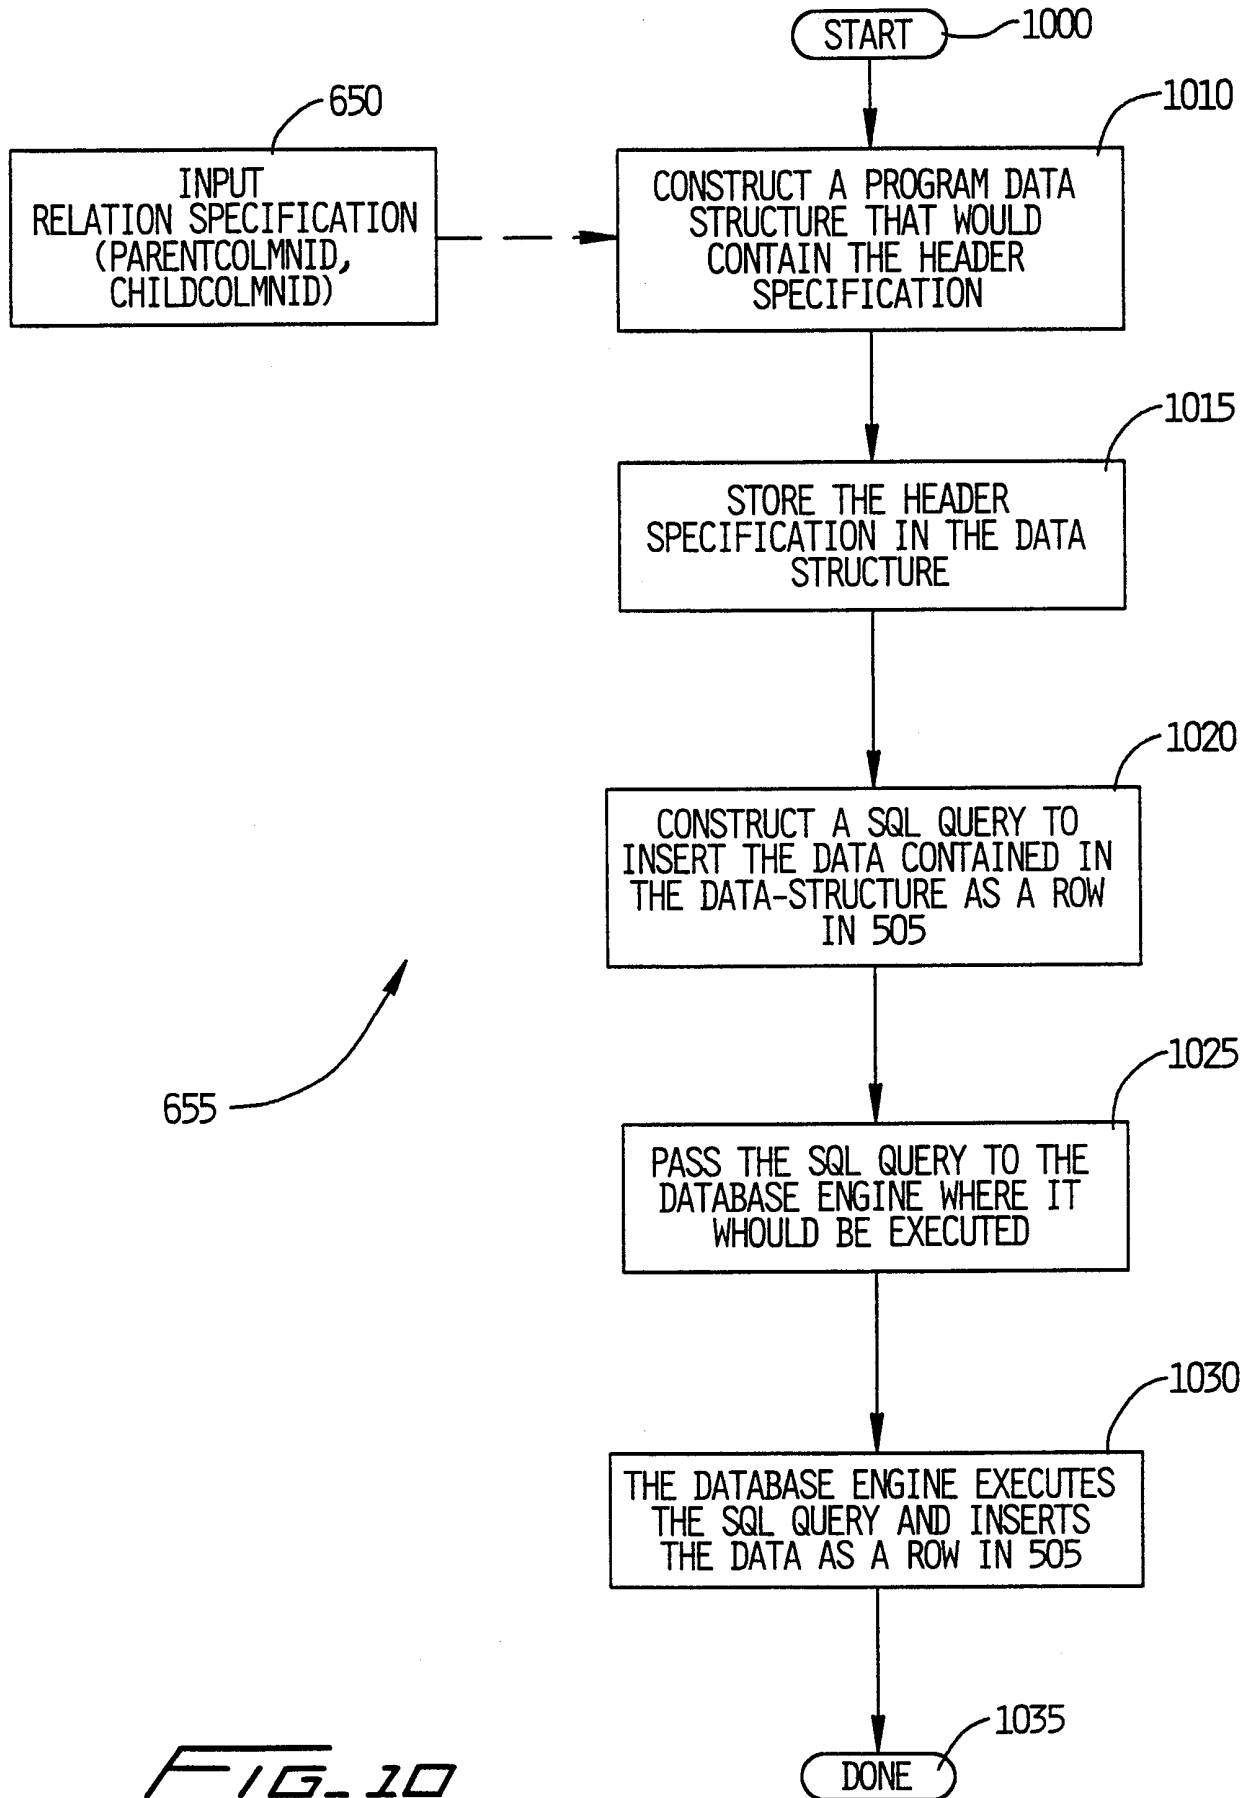 START
1000
650
1010
INPUT
RELATION SPECIFICATION
(PARENTCOLMNID,
CHILDCOLMNID)
CONSTRUCT A PROGRAM DATA
STRUCTURE THAT WOULD
CONTAIN THE HEADER
SPECIFICATION
1015
STORE THE HEADER
SPECIFICATION IN THE DATA
STRUCTURE
1020
CONSTRUCT A SQL QUERY TO
INSERT THE DATA CONTAINED IN
THE DATA-STRUCTURE AS A ROW
IN 505
655
1025
PASS THE SQL QUERY TO THE
DATABASE ENGINE WHERE IT
WHOULD BE EXECUTED
1030
THE DATABASE ENGINE EXECUTES
THE SQL QUERY AND INSERTS
THE DATA AS A ROW IN 505
1035
DONE
FIG_10